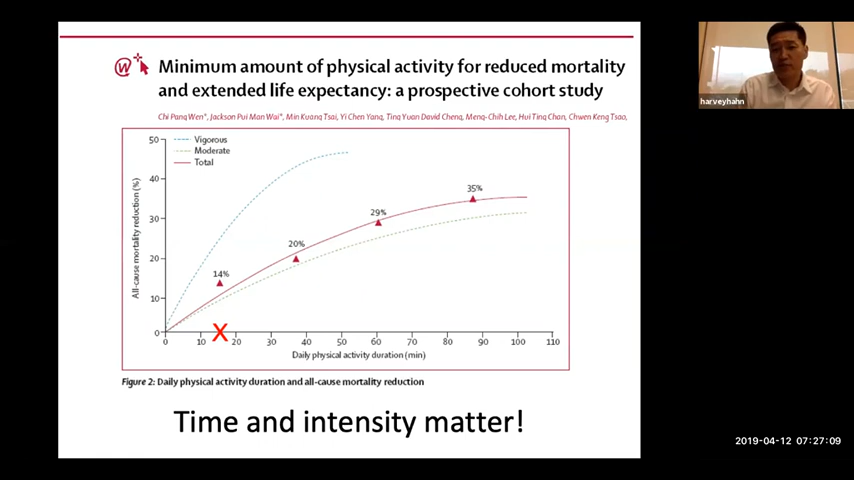 Minimum amount of physical activity for reduced mortality
and extended life expectancy: a prospective cohort study
Chi Pang Wen*, Jackson Pui Man Wai*, Min Kuang Tsai, Yi Chen Yang, Ting Yuan David Cheng, Meng-Chih Lee, Hui Ting Chan, Chwen Keng Tsao,
harveyhahn
Vigorous
Moderate
Total
50
40
30
20
10
0
All-cause mortality reduction (%)
14%
20%
29%
35%
X
0 10 20 30 40 50 60 70 80 90 100 110
Daily physical activity duration (min)
Figure 2: Daily physical activity duration and all-cause mortality reduction
Time and intensity matter!
2019-04-12 07:27:09